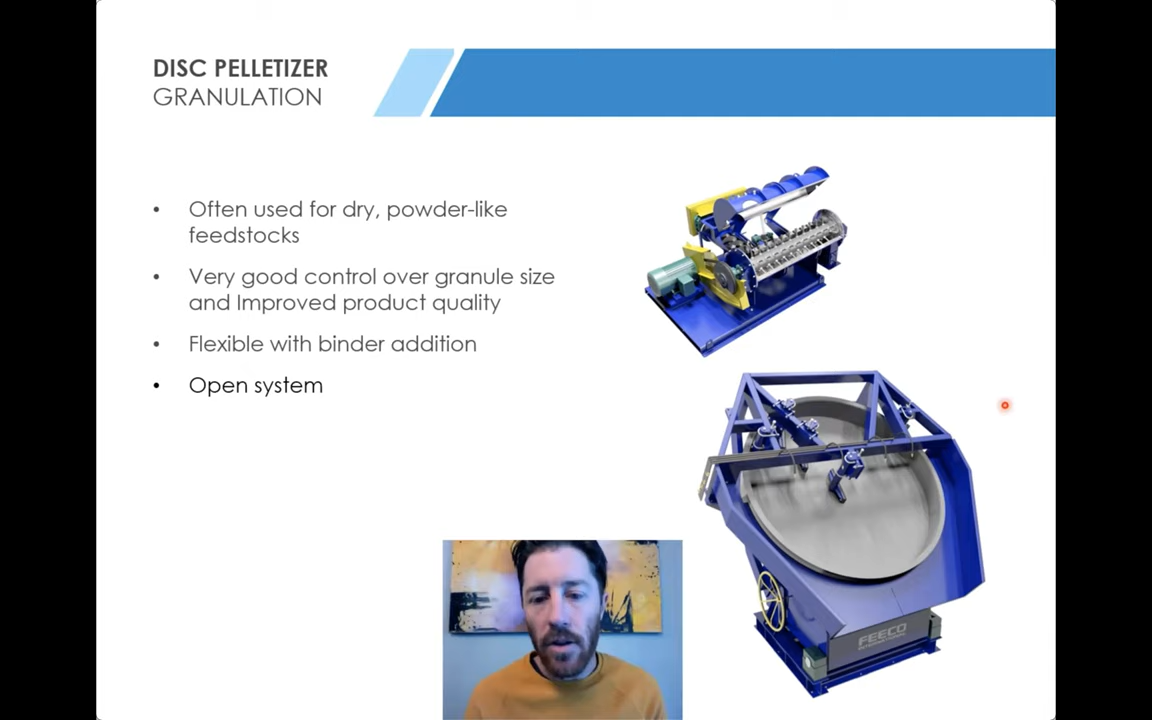 DISC PELLETIZER
GRANULATION
• Often used for dry, powder-like
feedstocks
• Very good control over granule size
and Improved product quality
• Flexible with binder addition
• Open system
FEECO
INTERNATIONAL